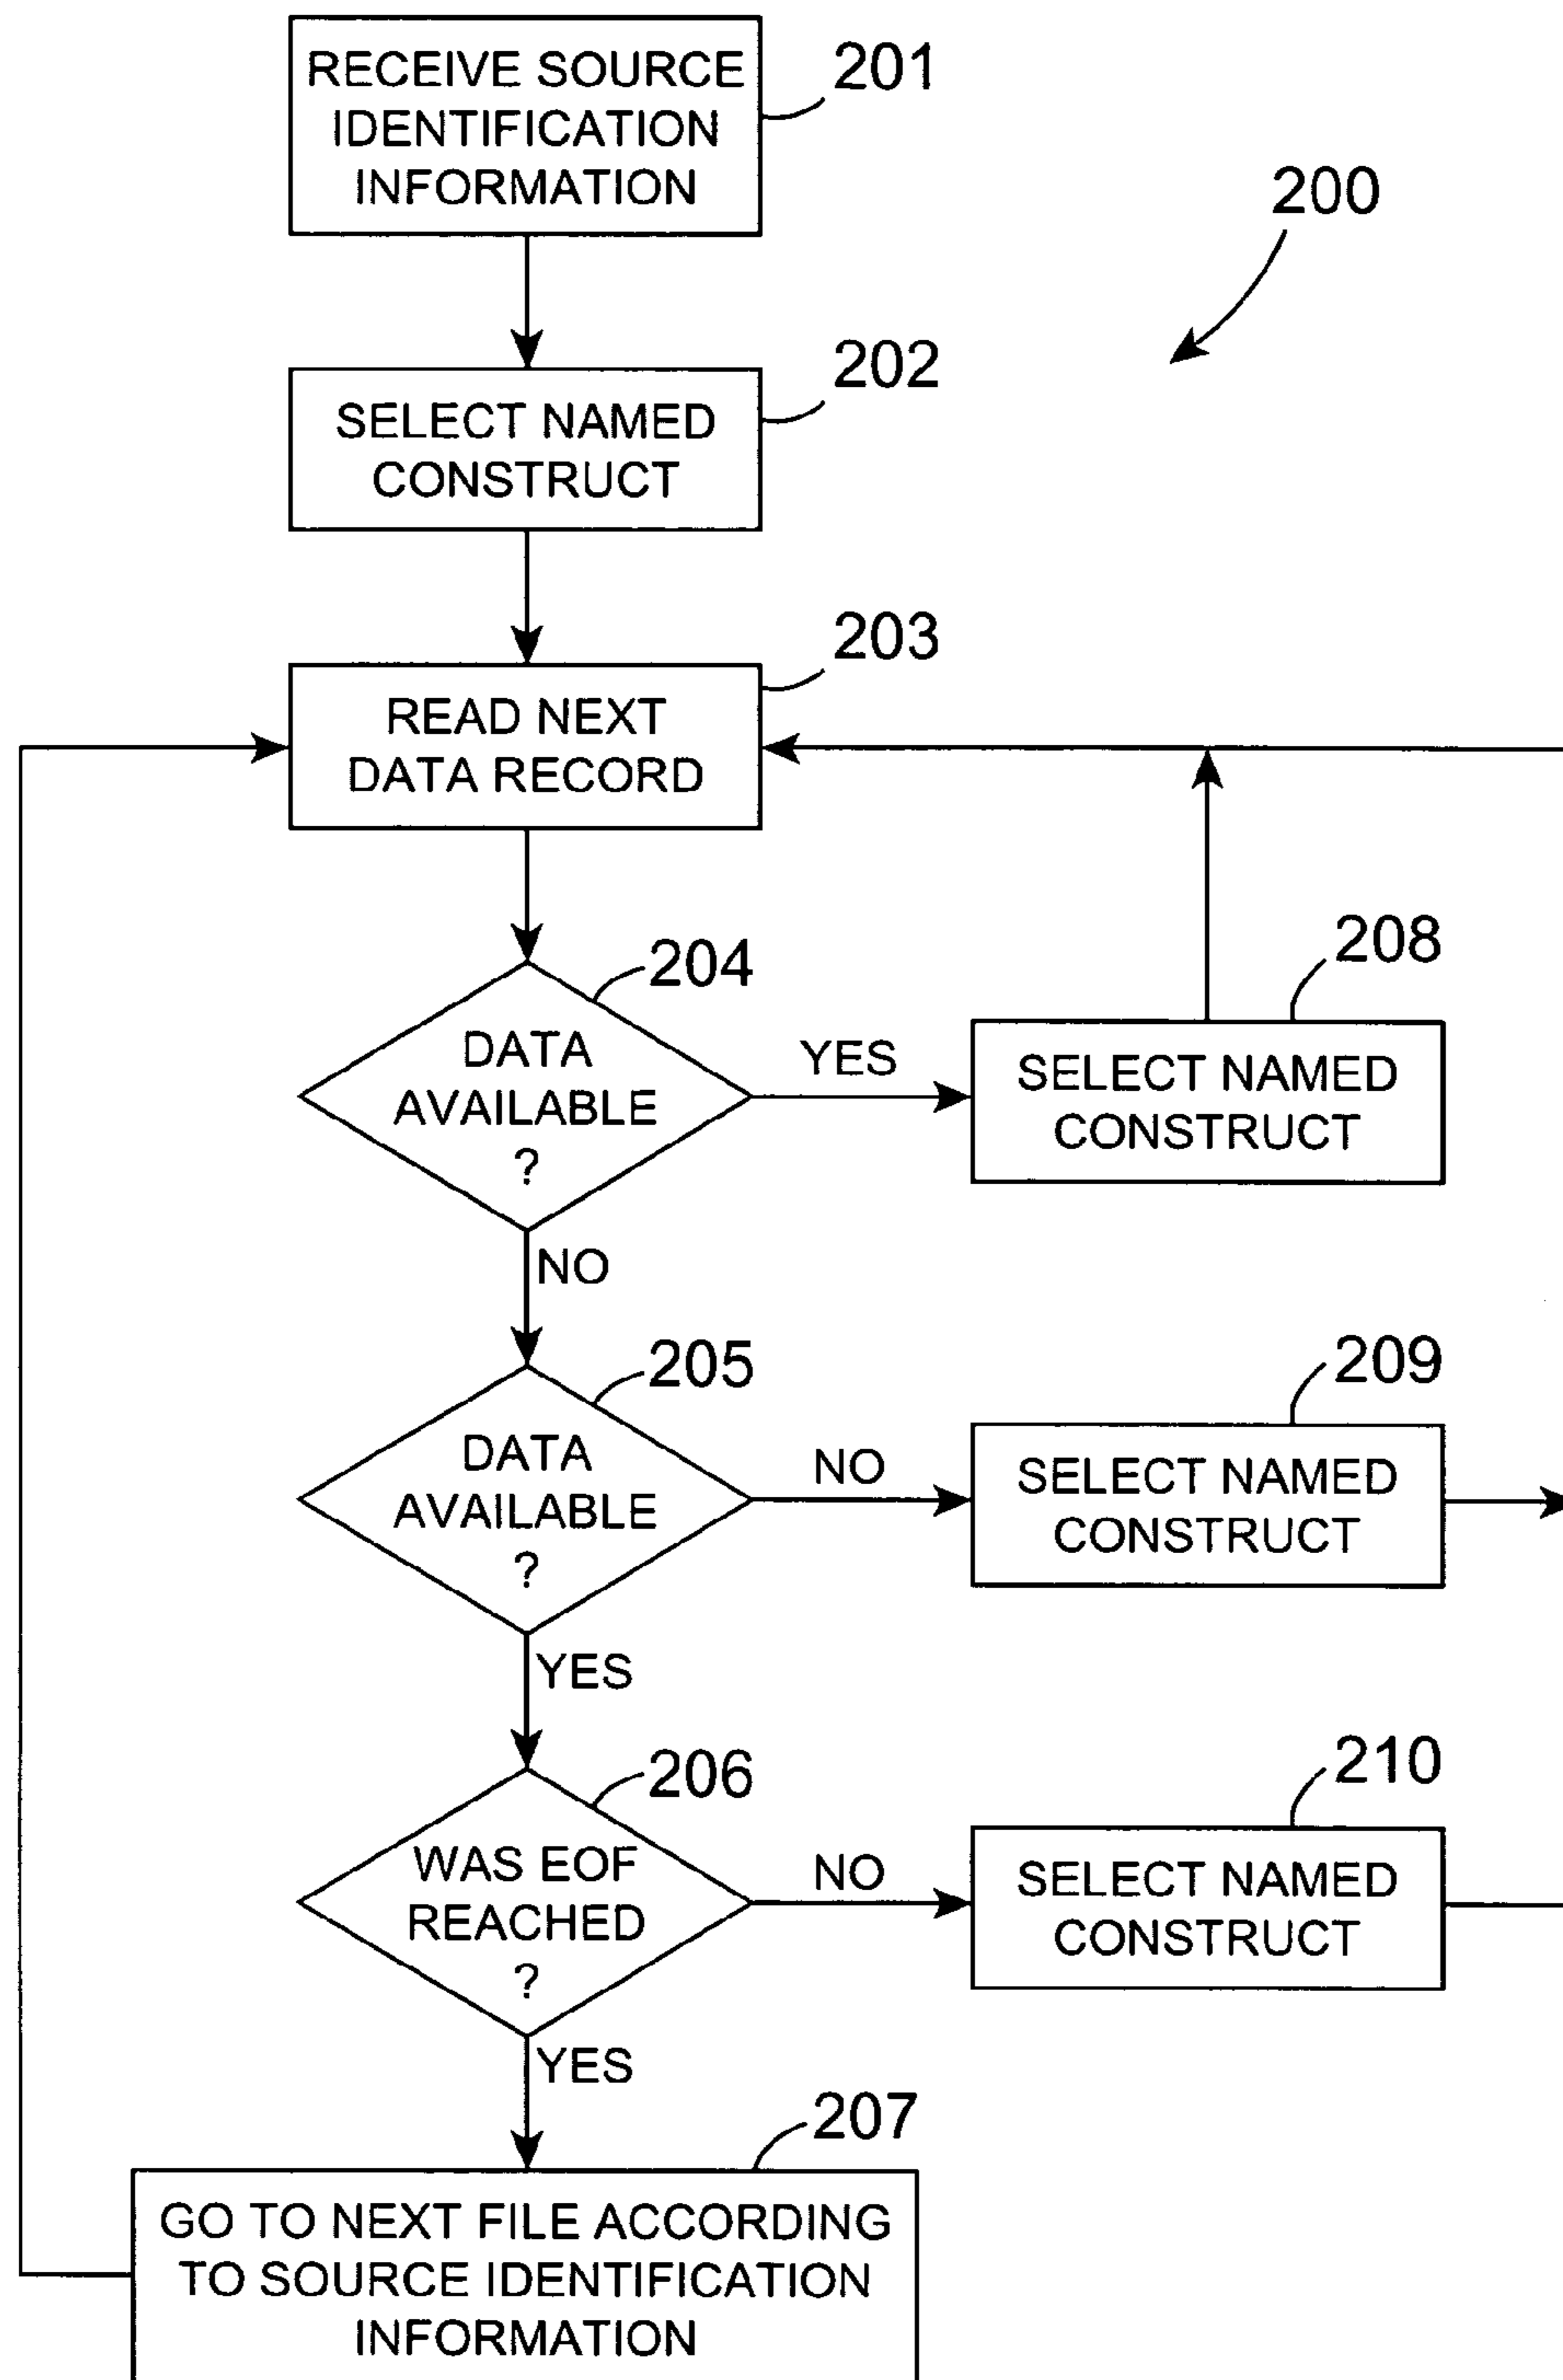 RECEIVE SOURCE
IDENTIFICATION
INFORMATION
201
200
SELECT NAMED
CONSTRUCT
202
READ NEXT
DATA RECORD
203
DATA
AVAILABLE
?
204
YES
SELECT NAMED
CONSTRUCT
208
NO
DATA
AVAILABLE
?
205
NO
SELECT NAMED
CONSTRUCT
209
YES
WAS EOF
REACHED
?
206
NO
SELECT NAMED
CONSTRUCT
210
YES
207
GO TO NEXT FILE ACCORDING
TO SOURCE IDENTIFICATION
INFORMATION